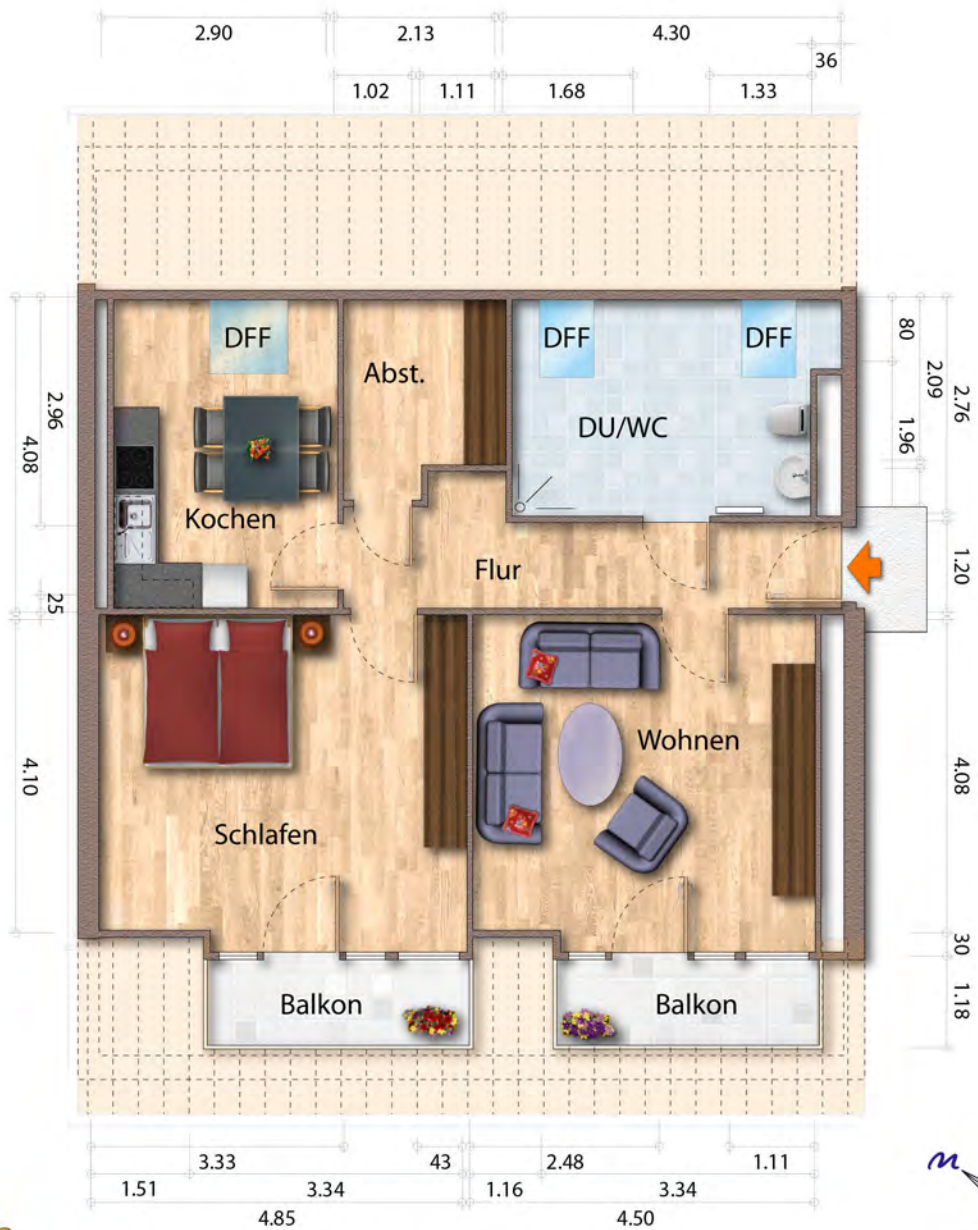 2.90
2.13
4.30
36
1.02
1.11
1.68
1.33
DFF
DFF
DFF
Abst.
DU/WC
Kochen
Flur
2.96
4.08
25
4.10
80
2.09
2.76
1.96
1.20
4.08
30
1.18
Wohnen
Schlafen
Balkon
Balkon
3.33
43
2.48
1.11
1.51
3.34
1.16
3.34
4.85
4.50